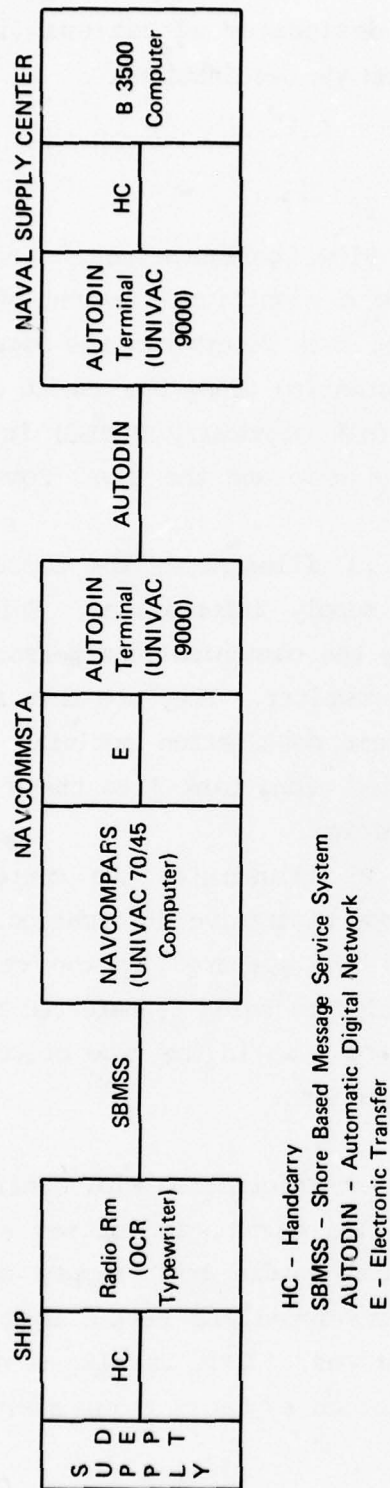 SHIP
S
U D
P E
P P
L T
Y
HC
Radio Rm
(OCR
Typewriter)
SBMSS
NAVCOMMSTA
NAVCOMPARS
(UNIVAC 70/45
Computer)
E
AUTODIN
Terminal
(UNIVAC
9000)
AUTODIN
NAVAL SUPPLY CENTER
AUTODIN
Terminal
(UNIVAC
9000)
HC
B 3500
Computer
HC - Handcarry
SBMSS Shore Based Message Service System
AUTODIN Automatic Digital Network
E - Electronic Transfer